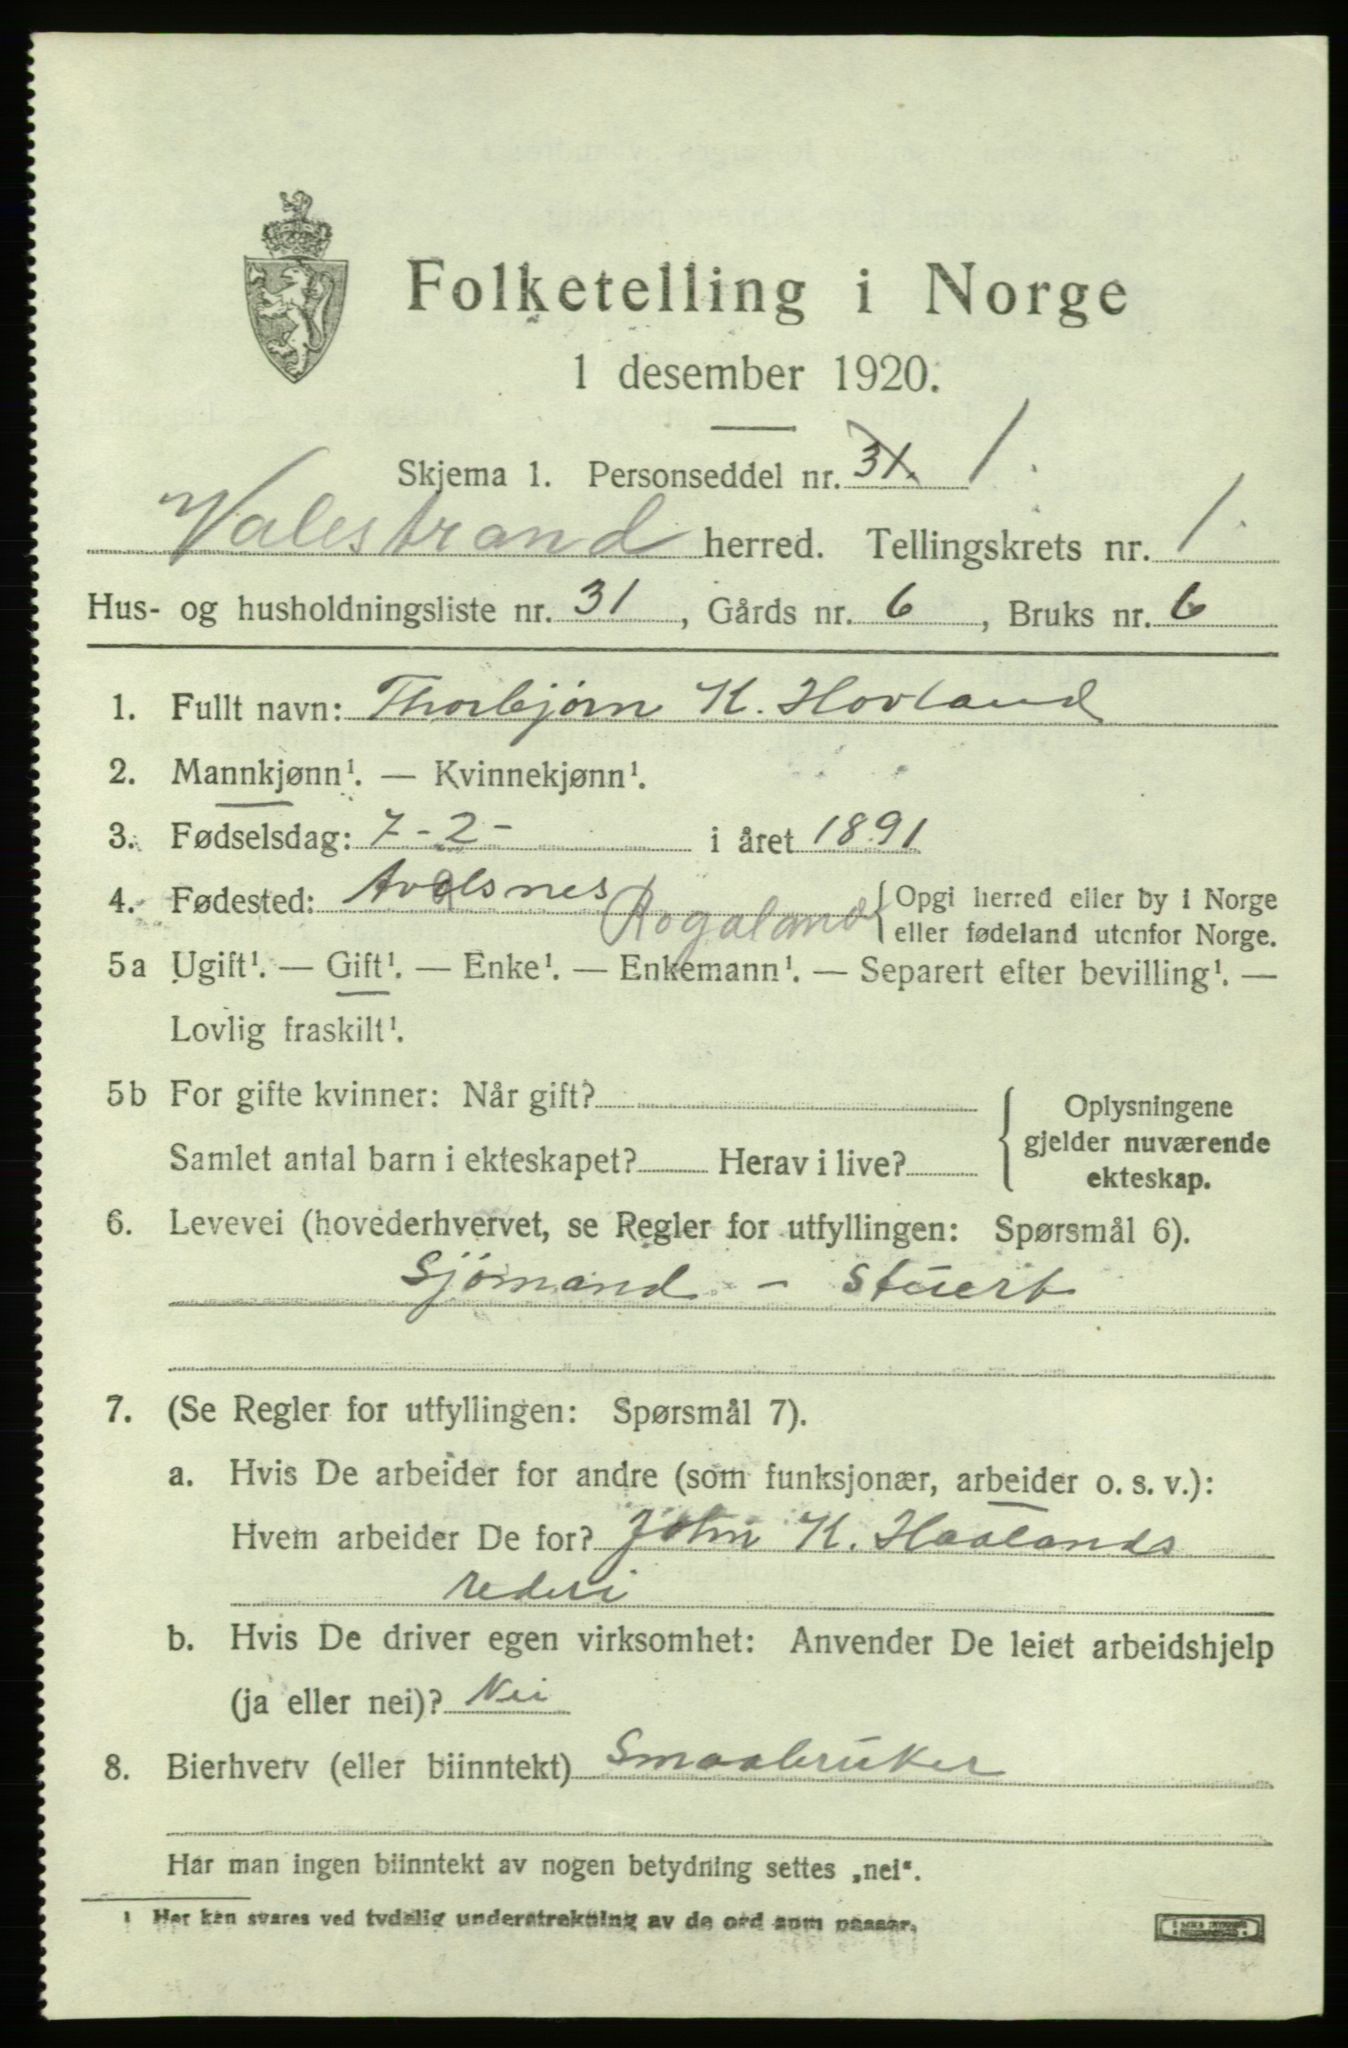 Folketelling i Norge
1 desember 1920.
Skjema 1. Personseddel nr. 31. 1.
Valestrand herred. Tellingskrets nr. 1.
Hus- og husholdningsliste nr. 31, Gårds nr. 6, Bruks nr. 6
1. Fullt navn: Thorbjörn K. Hovland
2. Mannkjønn¹. — Kvinnekjønn¹.
3. Fødselsdag: 7-2- i året 1891
4. Fødested: Avelsnes Rogaland { Opgi herred eller by i Norge
eller fødeland utenfor Norge.
5a Ugift¹. — Gift¹. — Enke¹. — Enkemann¹. — Separert efter bevilling¹. —
Lovlig fraskilt¹.
5b For gifte kvinner: Når gift?
Samlet antal barn i ekteskapet? Herav i live?
{ Oplysningene
gjelder nuværende
ekteskap.
6. Levevei (hovederhvervet, se Regler for utfyllingen: Spørsmål 6).
Sjömand - Stuert
7. (Se Regler for utfyllingen: Spørsmål 7).
a. Hvis De arbeider for andre (som funksjonær, arbeider o. s. v.):
Hvem arbeider De for? John K. Haalands
rederi
b. Hvis De driver egen virksomhet: Anvender De leiet arbeidshjelp
(ja eller nei)? Nei
8. Bierhverv (eller biinntekt) Smaabruker
Har man ingen biinntekt av nogen betydning settes „nei“.
¹ Her kan svares ved tydelig understrekning av de ord som passer.